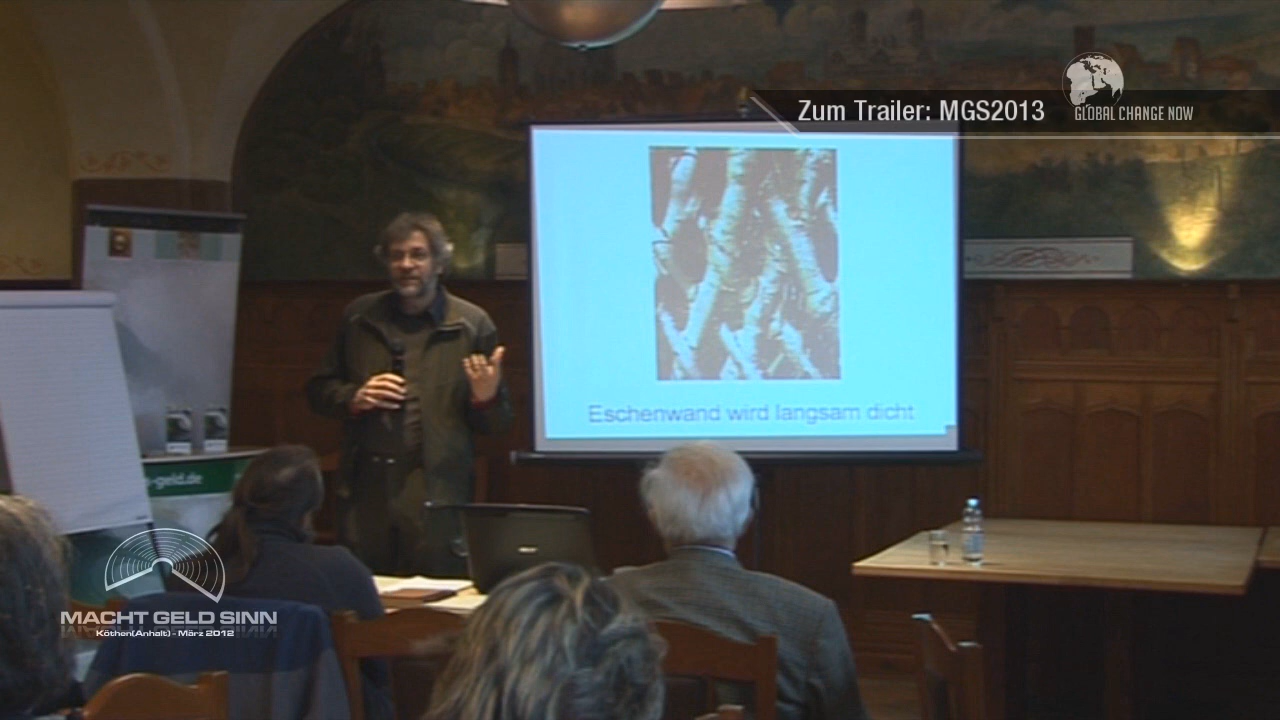 Zum Trailer: MGS2013
GLOBAL CHANGE NOW
Eschenwand wird langsam dicht
-geld.de
MACHT GELD SINN
Köthen(Anhalt) - März 2012